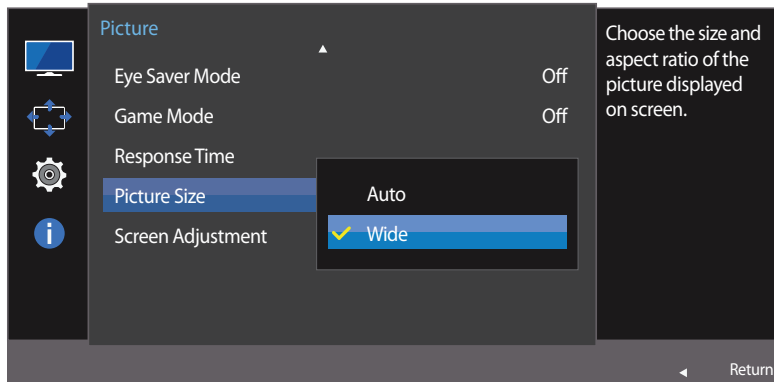 Picture
Eye Saver Mode Off
Game Mode Off
Response Time
Picture Size
Screen Adjustment
Auto
Wide
Choose the size and
aspect ratio of the
picture displayed
on screen.
Return